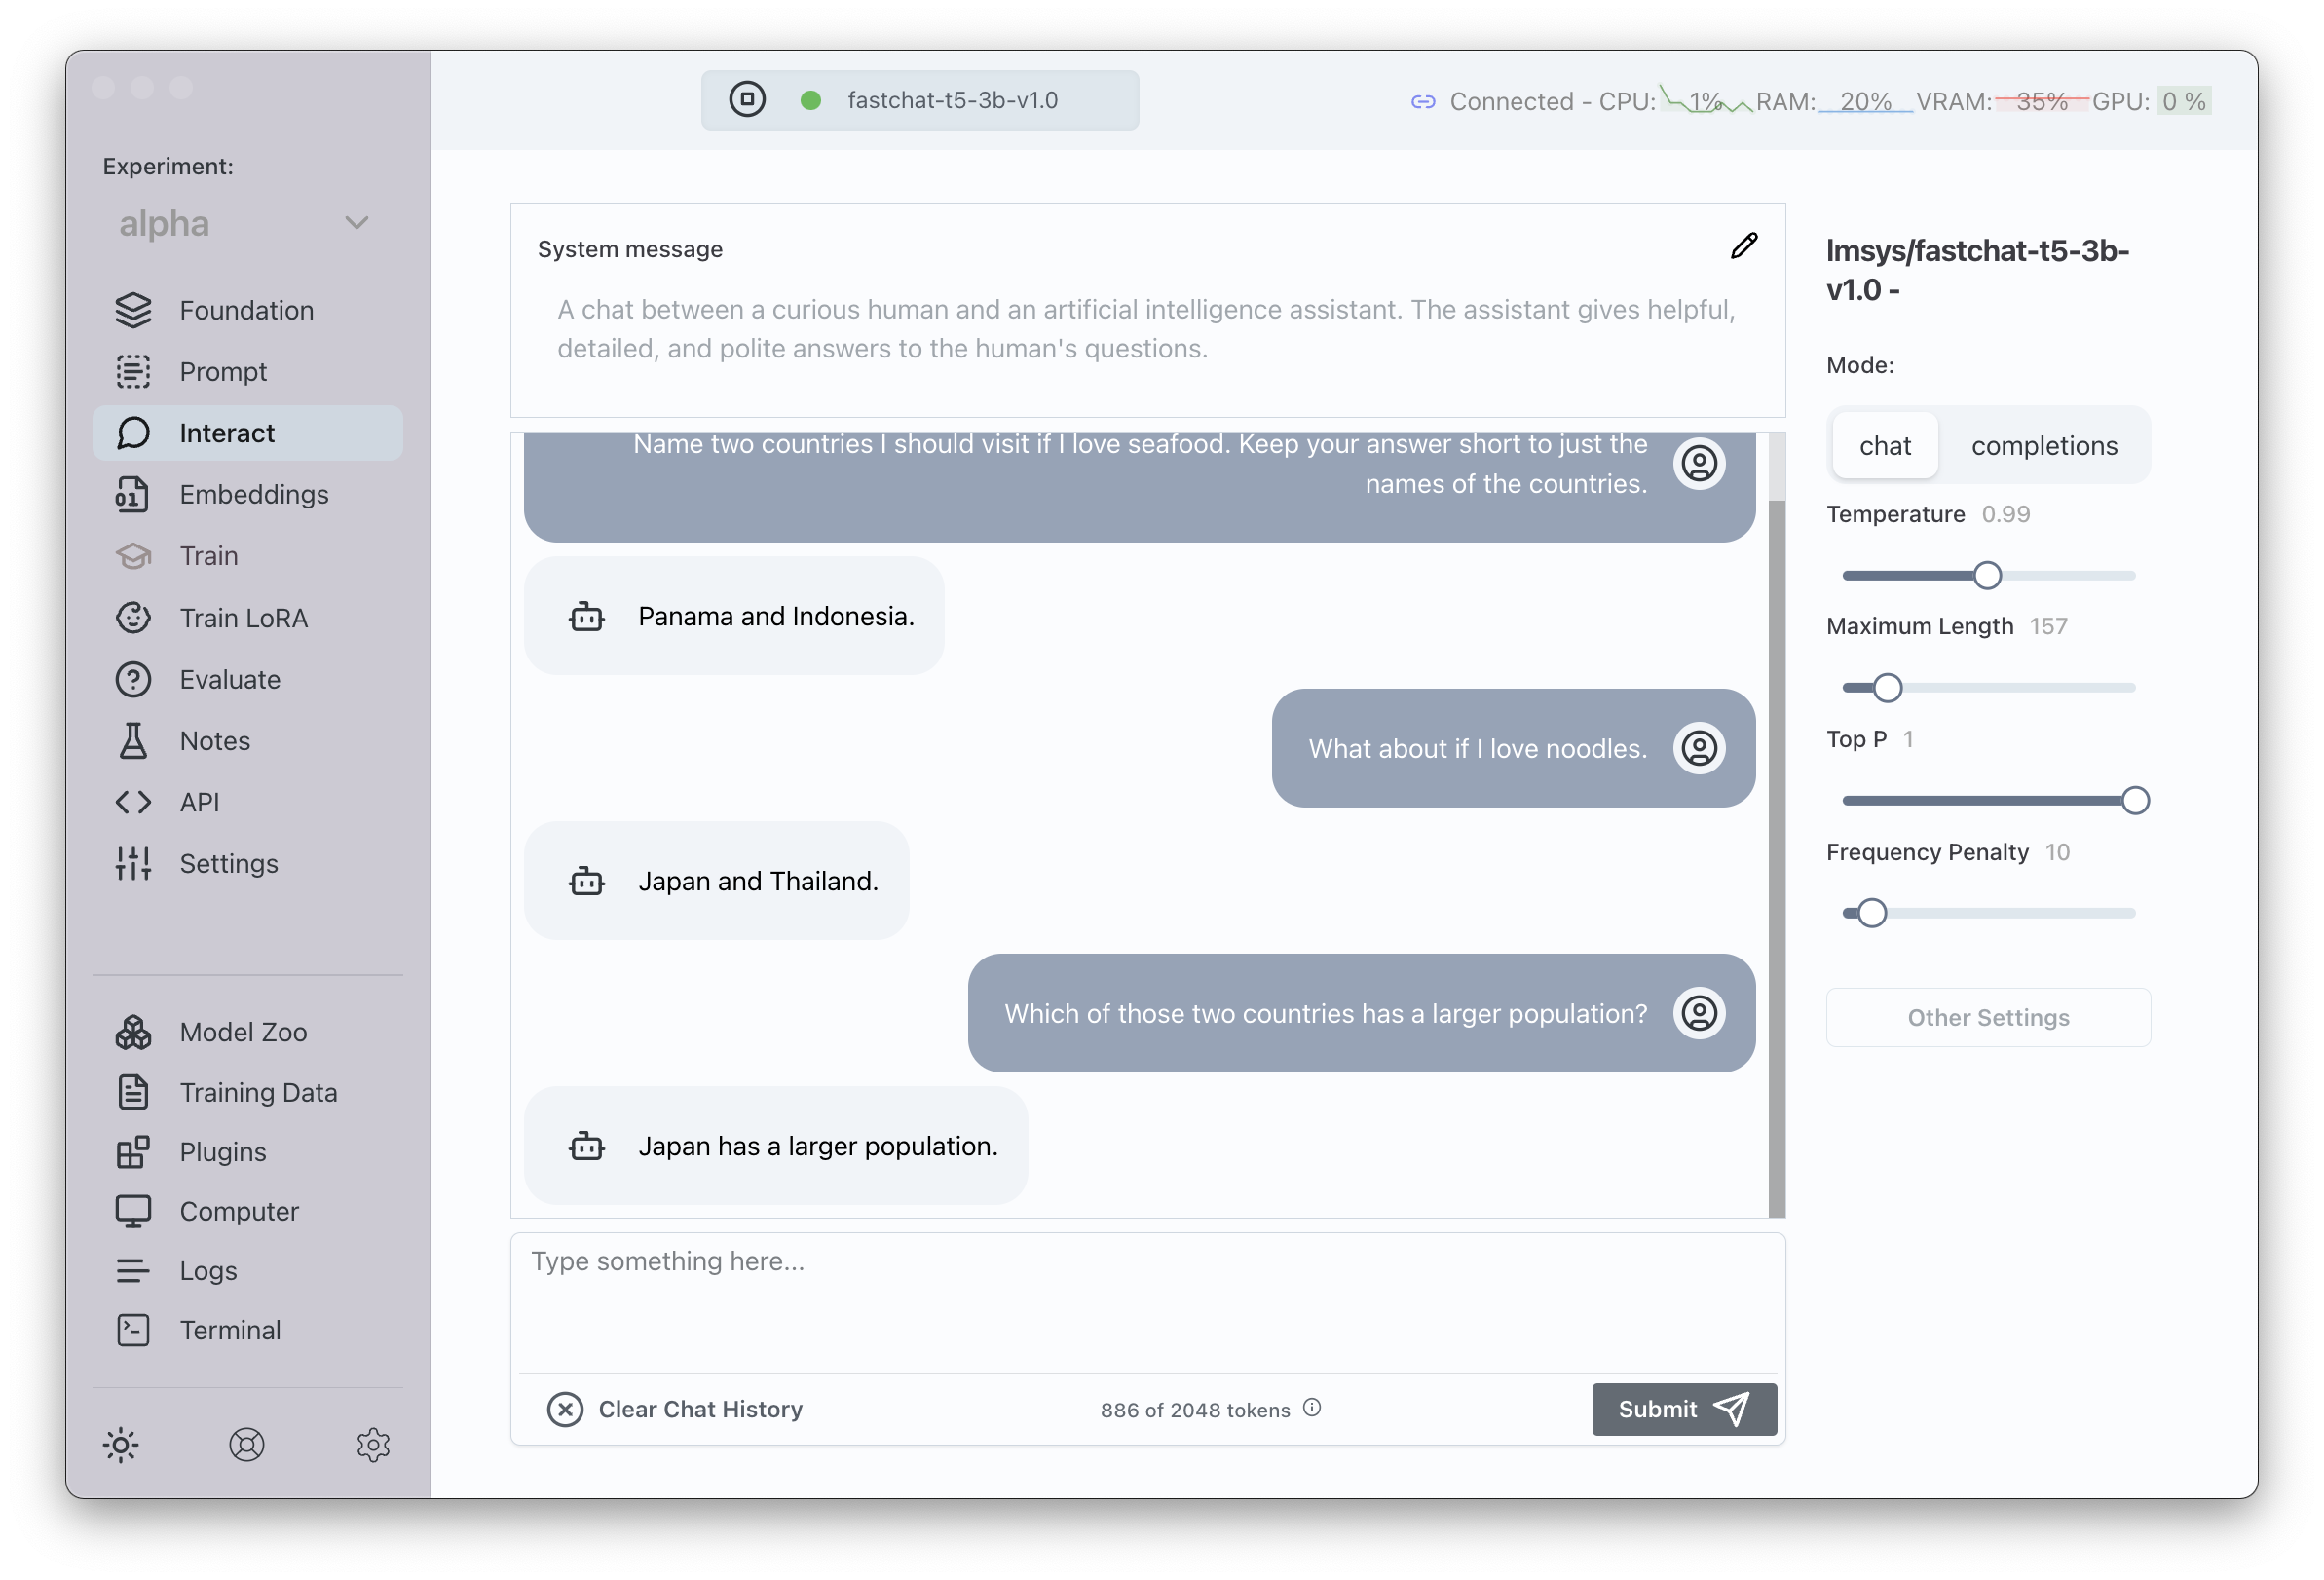 fastchat-t5-3b-v1.0
Connected - CPU: 1% RAM: 20% VRAM: 35% GPU: 0 %
Experiment:
alpha
Foundation
Prompt
Interact
Embeddings
Train
Train LoRA
Evaluate
Notes
API
Settings
Model Zoo
Training Data
Plugins
Computer
Logs
Terminal
System message
A chat between a curious human and an artificial intelligence assistant. The assistant gives helpful,
detailed, and polite answers to the human's questions.
Name two countries I should visit if I love seafood. Keep your answer short to just the
names of the countries.
Panama and Indonesia.
What about if I love noodles.
Japan and Thailand.
Which of those two countries has a larger population?
Japan has a larger population.
Type something here...
Clear Chat History
886 of 2048 tokens
Submit
lmsys/fastchat-t5-3b-
v1.0 -
Mode:
chat completions
Temperature 0.99
Maximum Length 157
Top P 1
Frequency Penalty 10
Other Settings